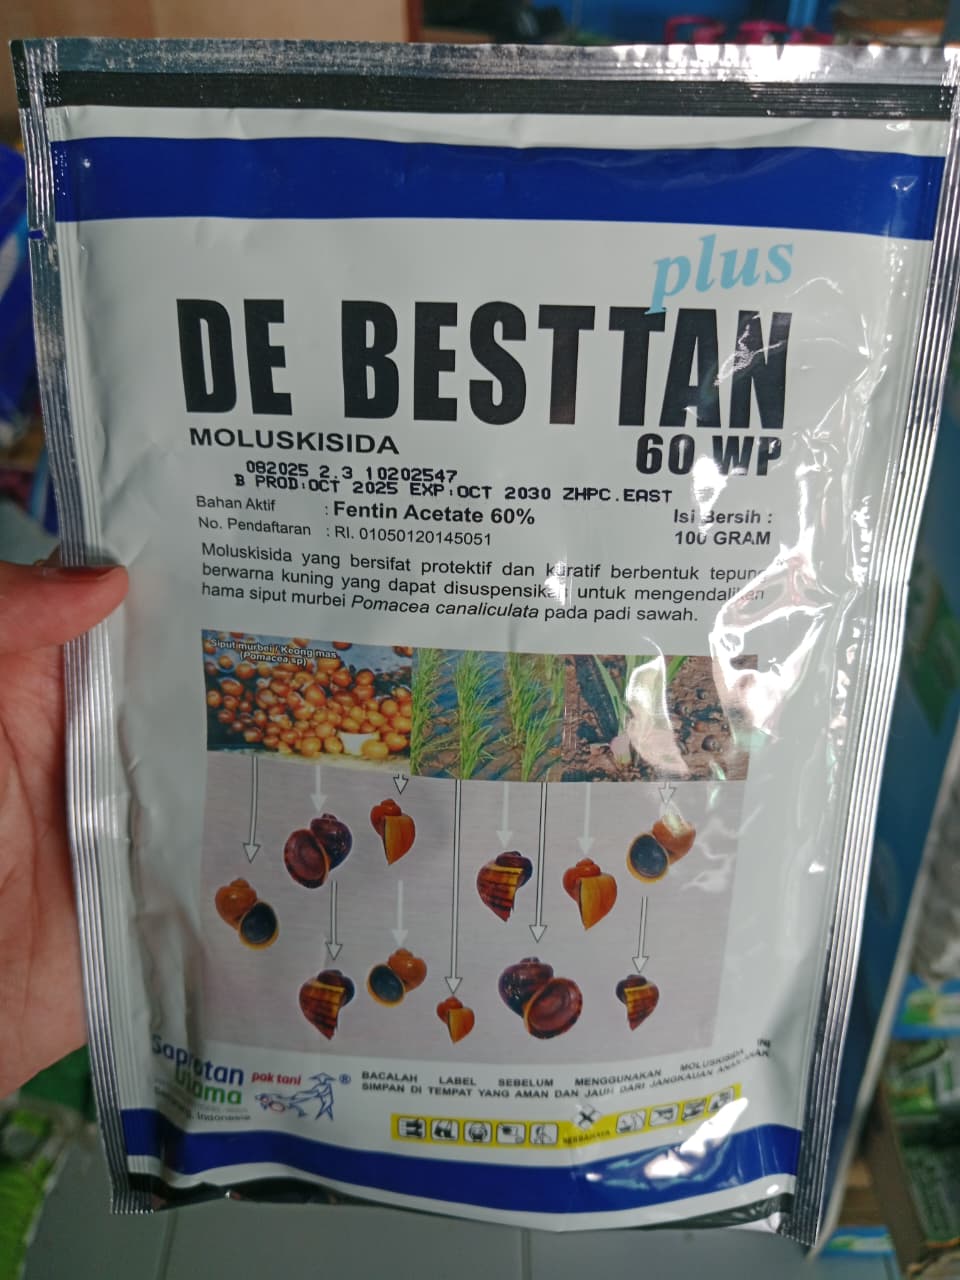 plus
DE BESTTAN
MOLUSKISIDA
60 WP
082025 2.3 10202547
B PROD:OCT 2025 EXP:OCT 2030 ZHPC.EAST
Bahan Aktif : Fentin Acetate 60%
No. Pendaftaran : RI. 01050120145051
Isi Bersih :
100 GRAM
Moluskisida yang bersifat protektif dan kuratif berbentuk tepung
berwarna kuning yang dapat disuspensikan untuk mengendalikan
hama siput murbei Pomacea canaliculata pada padi sawah.
Siput murbei / Keong mas
(Pomacea sp)
Saprotan
Utama
Indonesia
pak tani ®
BACALAH LABEL SEBELUM MENGGUNAKAN MOLUSKISIDA INI
SIMPAN DI TEMPAT YANG AMAN DAN JAUH DARI JANGKAUAN ANAK-ANAK
BERBAHAYA